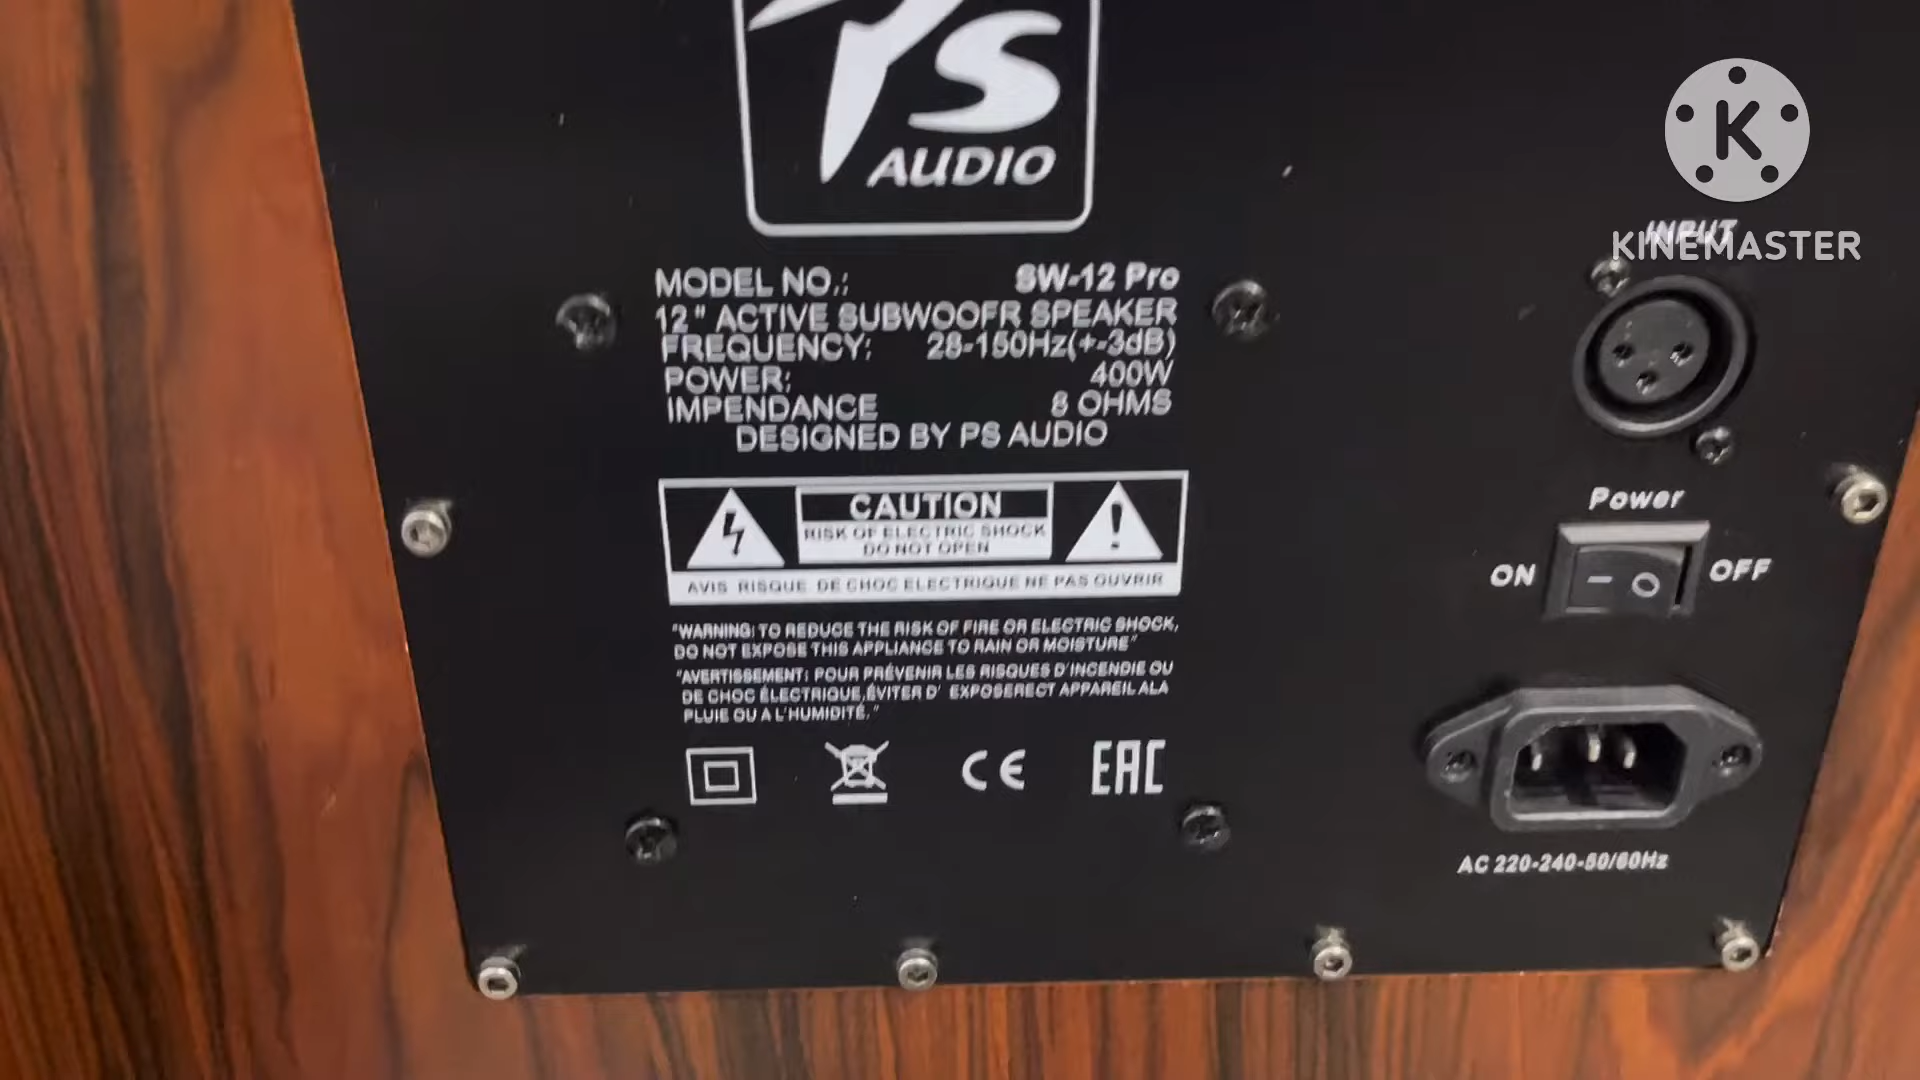 PS
AUDIO
K
KINEMASTER
INPUT
MODEL NO.: SW-12 Pro
12" ACTIVE SUBWOOFR SPEAKER
FREQUENCY: 28-150Hz(+-3dB)
POWER: 400W
IMPENDANCE 8 OHMS
DESIGNED BY PS AUDIO
CAUTION
RISK OF ELECTRIC SHOCK
DO NOT OPEN
AVIS RISQUE DE CHOC ELECTRIQUE NE PAS OUVRIR
Power
ON OFF
"WARNING: TO REDUCE THE RISK OF FIRE OR ELECTRIC SHOCK,
DO NOT EXPOSE THIS APPLIANCE TO RAIN OR MOISTURE"
"AVERTISSEMENT: POUR PRÉVENIR LES RISQUES D'INCENDIE OU
DE CHOC ÉLECTRIQUE,ÉVITER D' EXPOSERECT APPAREIL ALA
PLUIE OU A L'HUMIDITÉ."
CE EAC
AC 220-240-50/60Hz